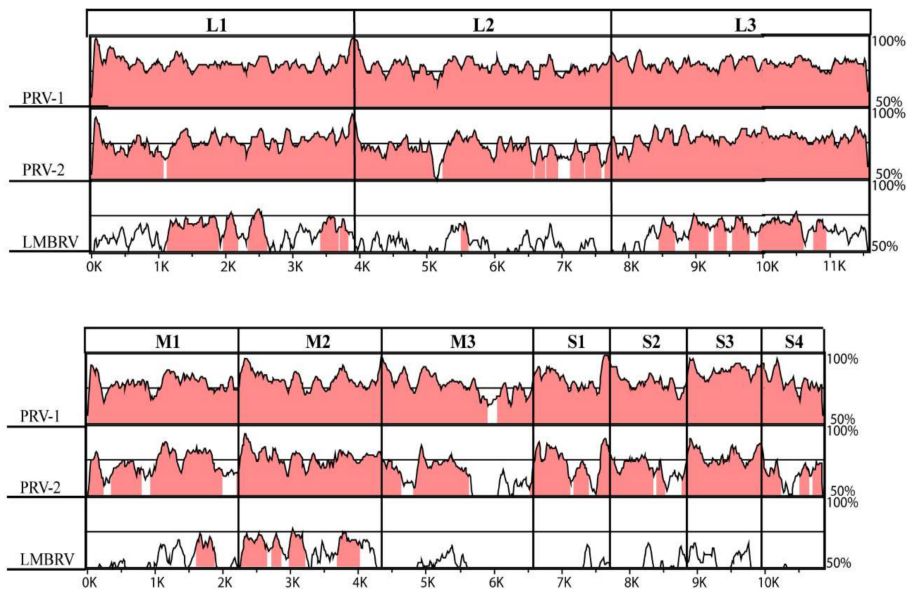 L1 L2 L3
100%
PRV-1
50%
100%
PRV-2
50%
100%
LMBRV
50%
0K 1K 2K 3K 4K 5K 6K 7K 8K 9K 10K 11K
M1 M2 M3 S1 S2 S3 S4
100%
PRV-1
50%
100%
PRV-2
50%
100%
LMBRV
50%
0K 1K 2K 3K 4K 5K 6K 7K 8K 9K 10K